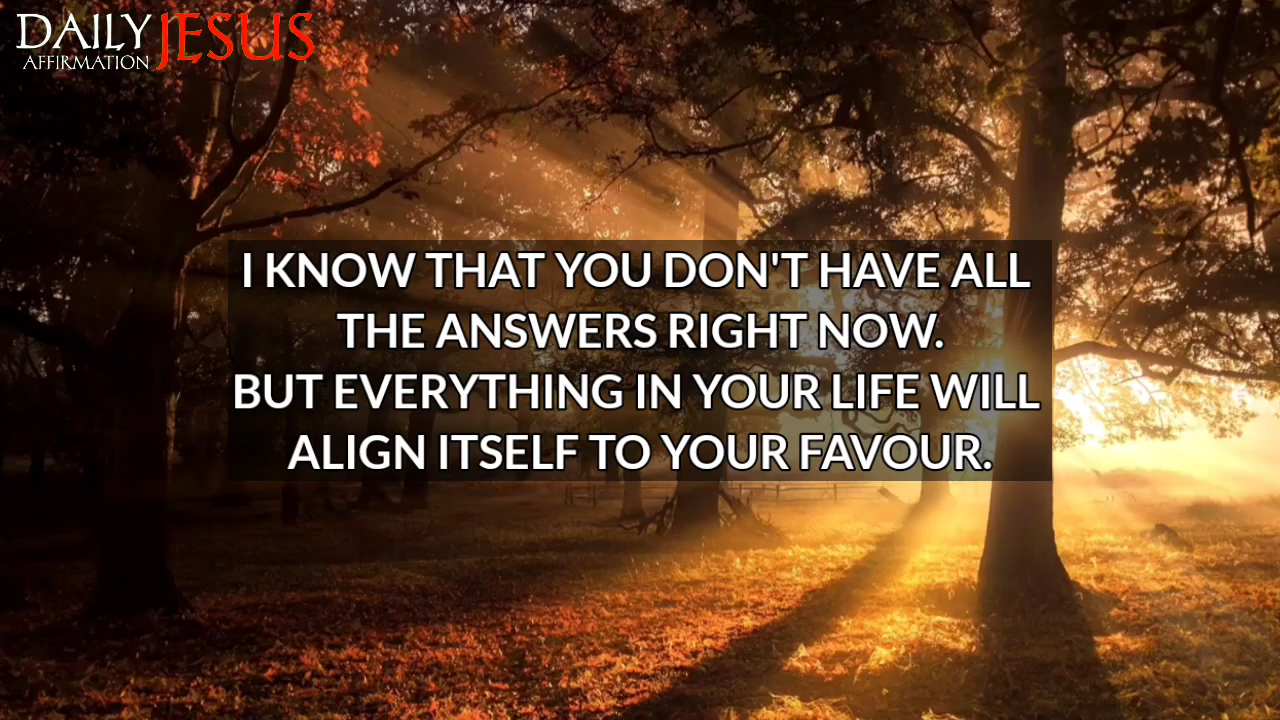 DAILY JESUS
AFFIRMATION
I KNOW THAT YOU DON'T HAVE ALL
THE ANSWERS RIGHT NOW.
BUT EVERYTHING IN YOUR LIFE WILL
ALIGN ITSELF TO YOUR FAVOUR.